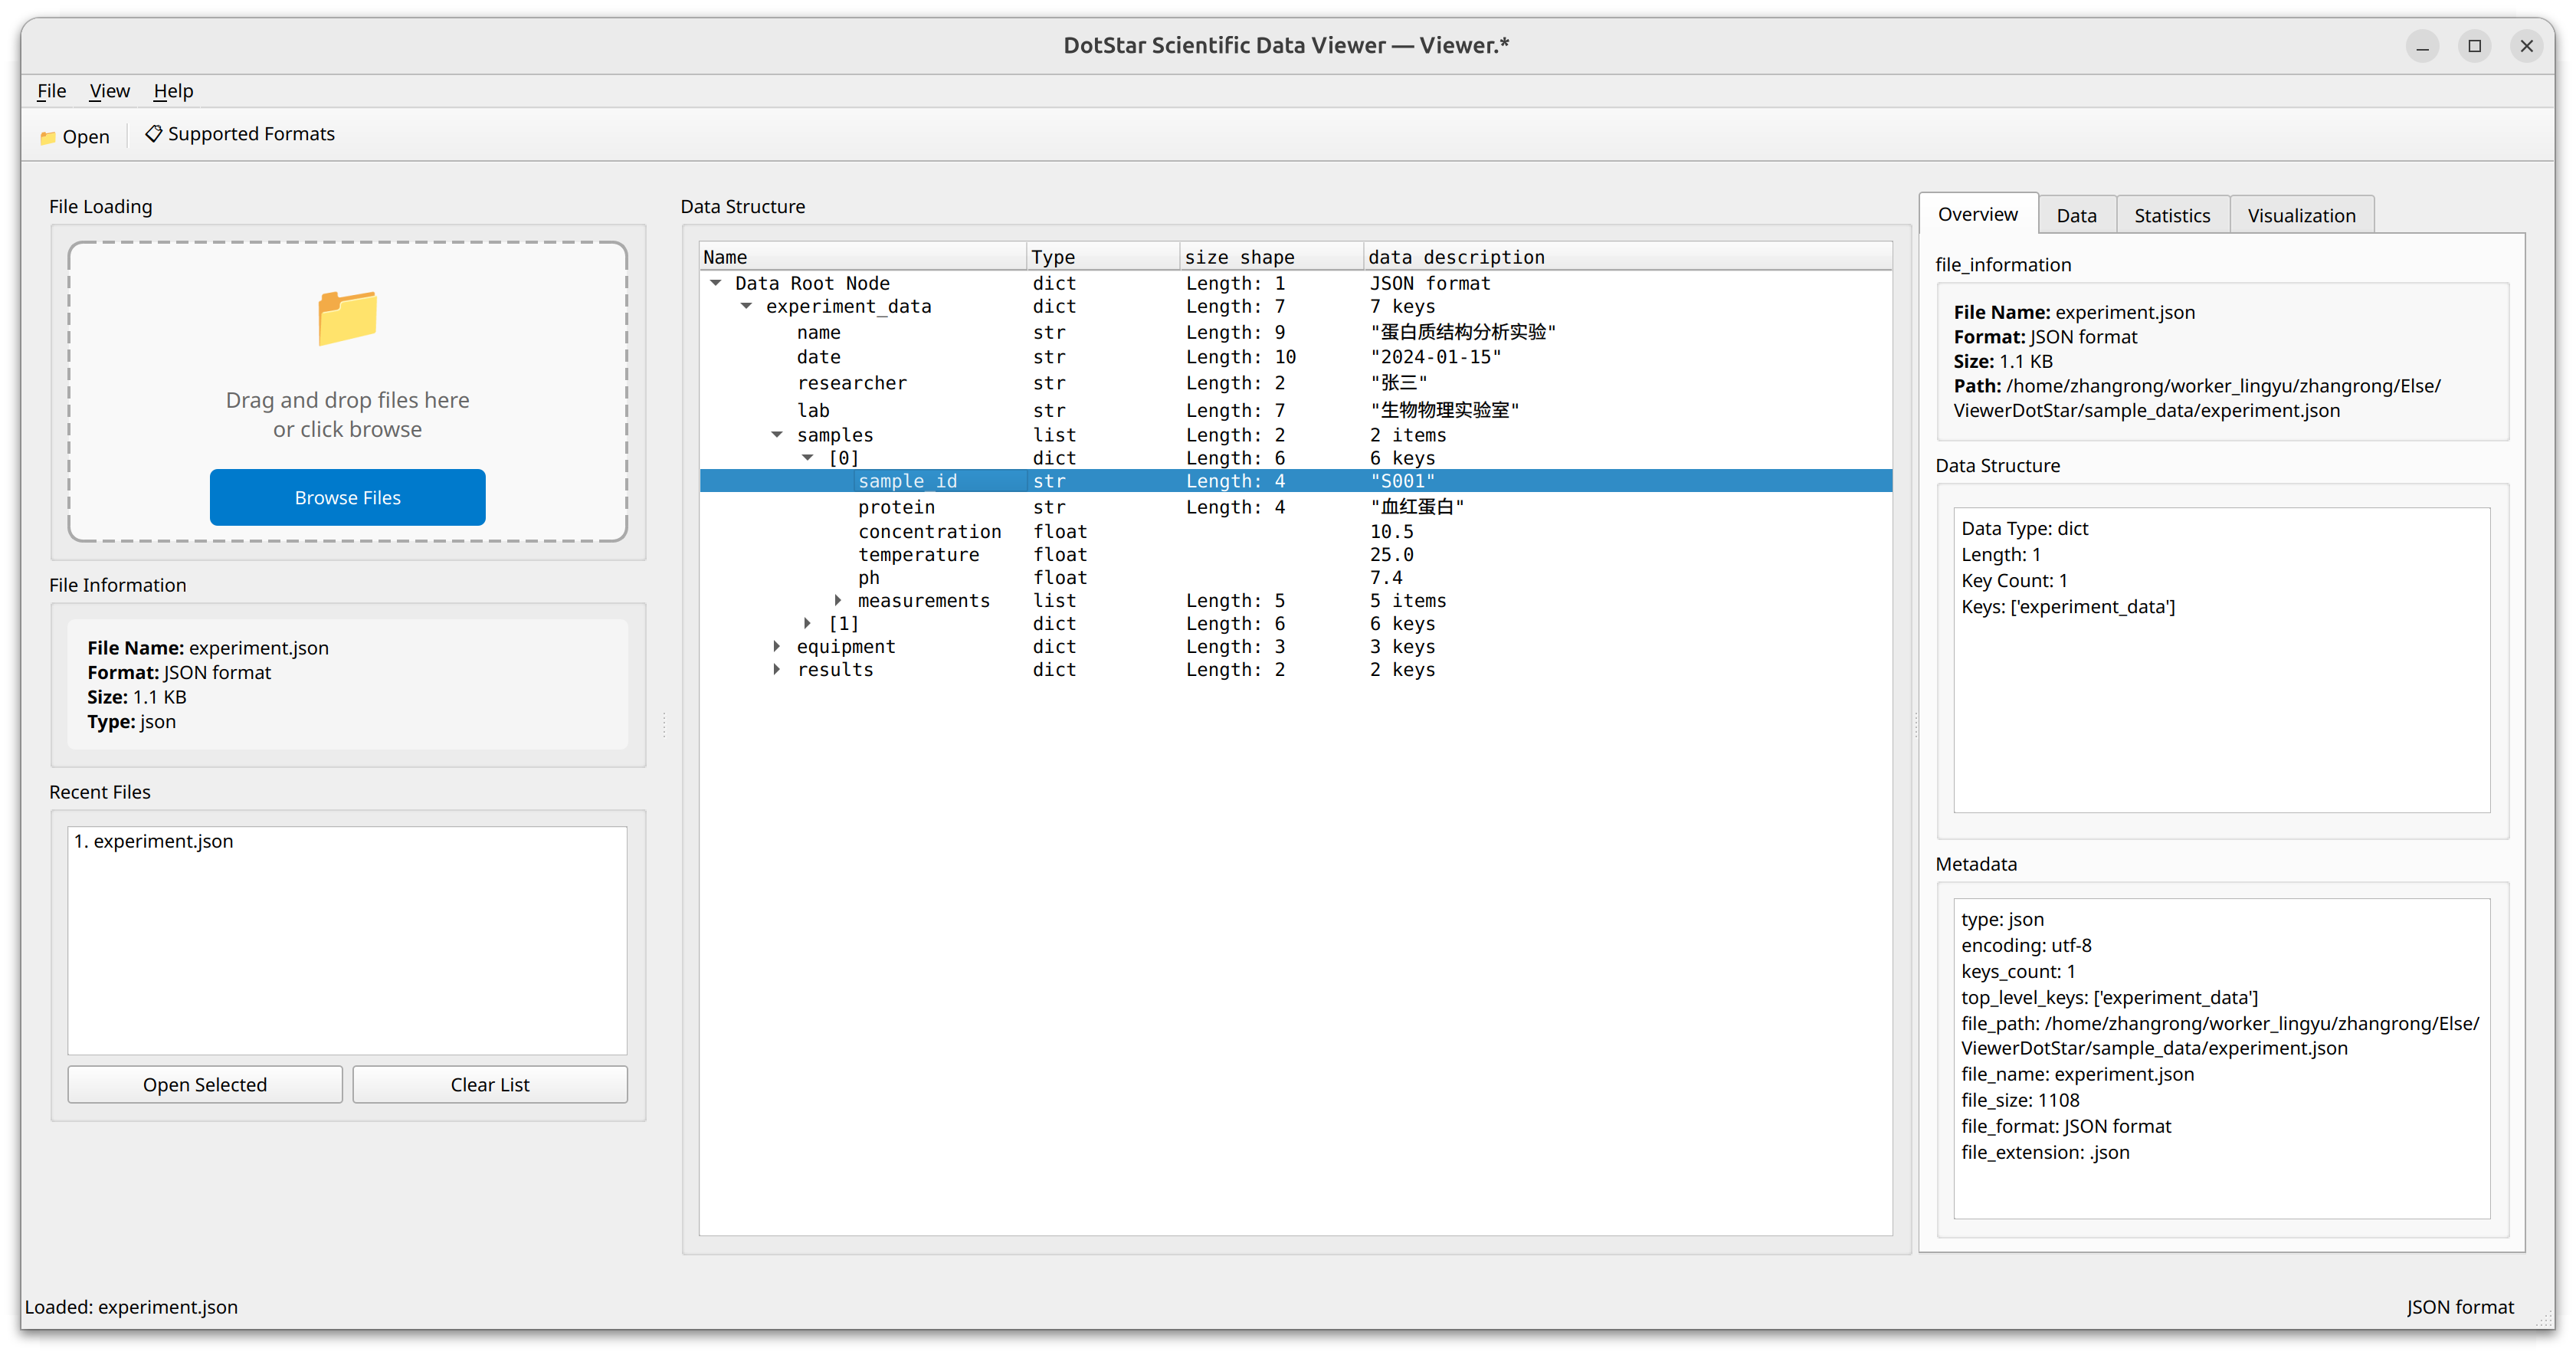 DotStar Scientific Data Viewer — Viewer.*
File View Help
Open Supported Formats
File Loading
Drag and drop files here
or click browse
Browse Files
File Information
File Name: experiment.json
Format: JSON format
Size: 1.1 KB
Type: json
Recent Files
1. experiment.json
Open Selected Clear List
Data Structure
Name Type size shape data description
Data Root Node dict Length: 1 JSON format
experiment_data dict Length: 7 7 keys
name str Length: 9 "蛋白质结构分析实验"
date str Length: 10 "2024-01-15"
researcher str Length: 2 "张三"
lab str Length: 7 "生物物理实验室"
samples list Length: 2 2 items
[0] dict Length: 6 6 keys
sample_id str Length: 4 "S001"
protein str Length: 4 "血红蛋白"
concentration float 10.5
temperature float 25.0
ph float 7.4
measurements list Length: 5 5 items
[1] dict Length: 6 6 keys
equipment dict Length: 3 3 keys
results dict Length: 2 2 keys
Overview Data Statistics Visualization
file_information
File Name: experiment.json
Format: JSON format
Size: 1.1 KB
Path: /home/zhangrong/worker_lingyu/zhangrong/Else/
ViewerDotStar/sample_data/experiment.json
Data Structure
Data Type: dict
Length: 1
Key Count: 1
Keys: ['experiment_data']
Metadata
type: json
encoding: utf-8
keys_count: 1
top_level_keys: ['experiment_data']
file_path: /home/zhangrong/worker_lingyu/zhangrong/Else/
ViewerDotStar/sample_data/experiment.json
file_name: experiment.json
file_size: 1108
file_format: JSON format
file_extension: .json
Loaded: experiment.json
JSON format